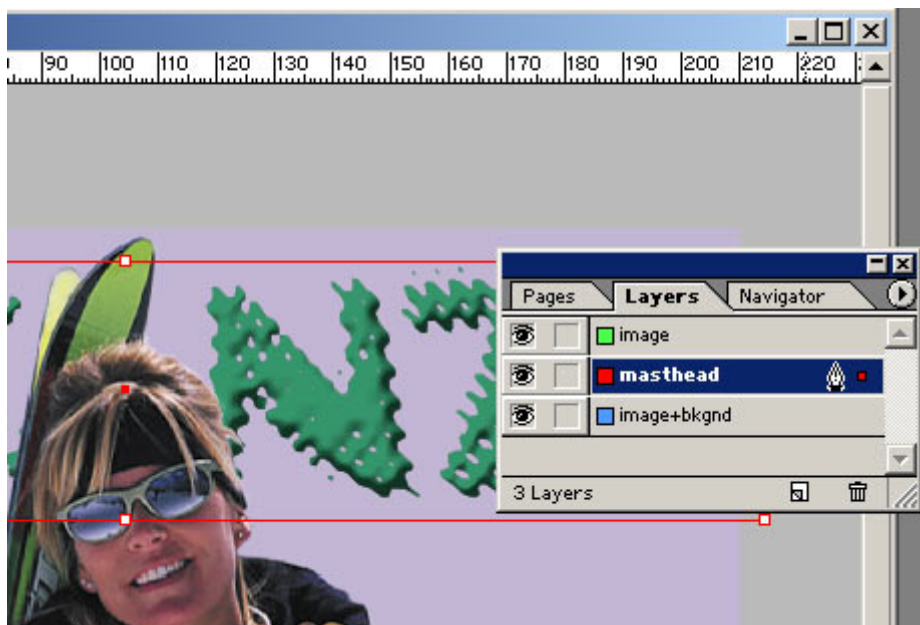 90 100 110 120 130 140 150 160 170 180 190 200 210 220
NZ
Pages Layers Navigator
image
masthead
image+bkgnd
3 Layers